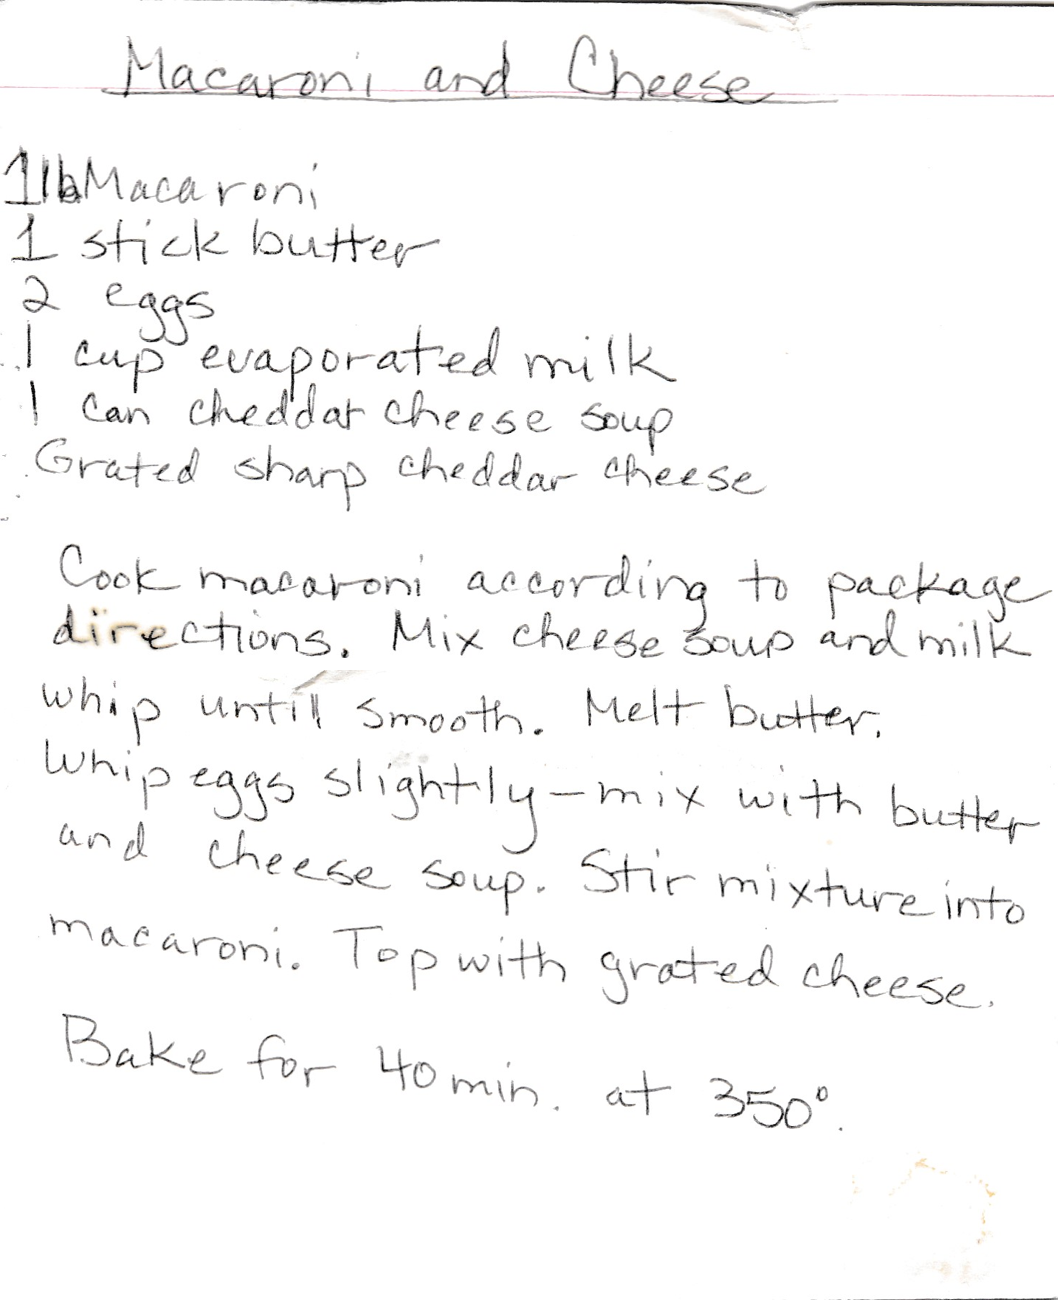 Macaroni and Cheese
1 lb Macaroni
1 stick butter
2 eggs
1 cup evaporated milk
1 can cheddar cheese soup
Grated sharp cheddar cheese
Cook macaroni according to package
directions. Mix cheese soup and milk
whip until smooth. Melt butter.
Whip eggs slightly – mix with butter
and cheese soup. Stir mixture into
macaroni. Top with grated cheese.
Bake for 40 min. at 350°.